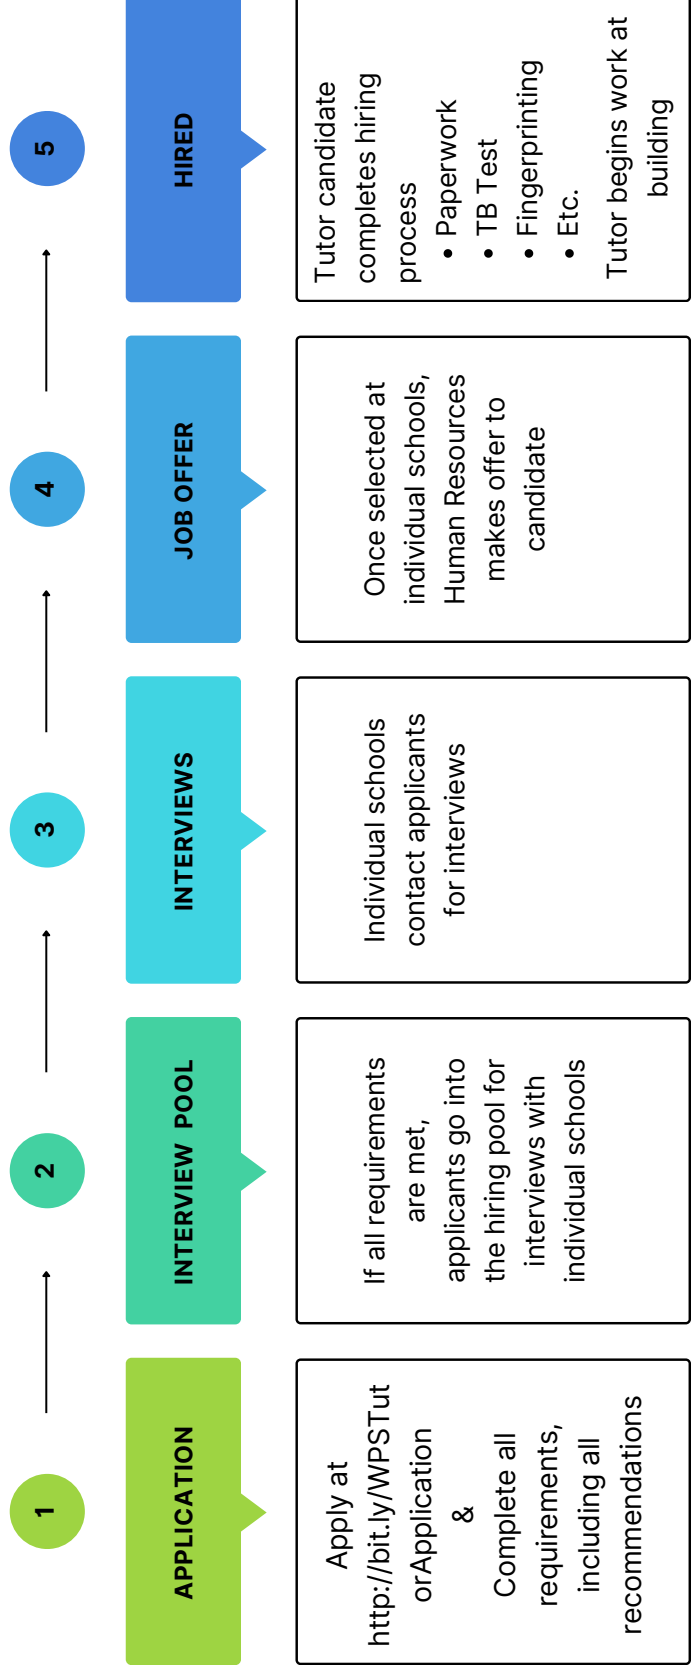 1
APPLICATION
Apply at
http://bit.ly/WPSTut
orApplication
&
Complete all
requirements,
including all
recommendations
2
INTERVIEW POOL
If all requirements
are met,
applicants go into
the hiring pool for
interviews with
individual schools
3
INTERVIEWS
Individual schools
contact applicants
for interviews
4
JOB OFFER
Once selected at
individual schools,
Human Resources
makes offer to
candidate
5
HIRED
Tutor candidate
completes hiring
process
• Paperwork
• TB Test
• Fingerprinting
• Etc.
Tutor begins work at
building